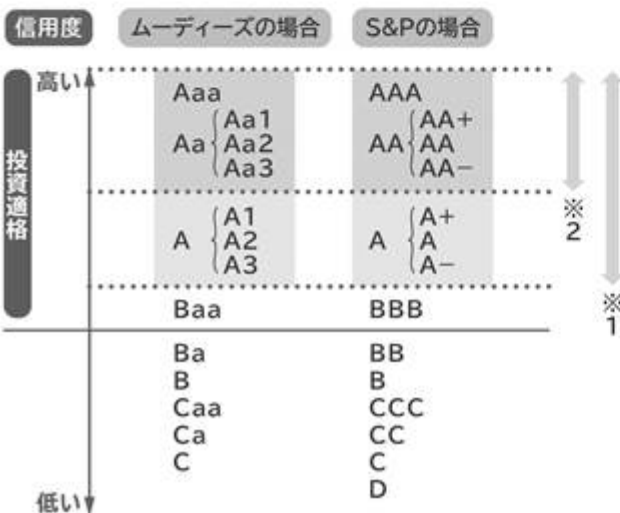 信用度 ムーディーズの場合 S&Pの場合
高い
投資適格
Aaa AAA
Aa Aa1 AA AA+
Aa2 AA
Aa3 AA−
A A1 A A+
A2 A
A3 A−
※2
※1
Baa BBB
Ba BB
B B
Caa CCC
Ca CC
C C
D
低い